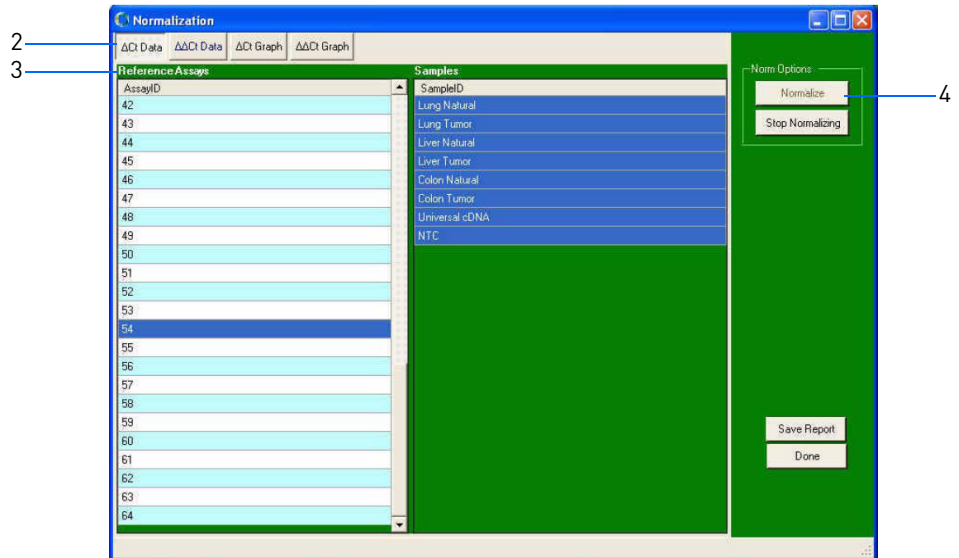 Normalization
2
ΔCt Data ΔΔCt Data ΔCt Graph ΔΔCt Graph
3
Reference Assays
AssayID
42
43
44
45
46
47
48
49
50
51
52
53
54
55
56
57
58
59
60
61
62
63
64
Samples
SampleID
Lung Natural
Lung Tumor
Liver Natural
Liver Tumor
Colon Natural
Colon Tumor
Universal cDNA
NTC
Norm Options
Normalize
4
Stop Normalizing
Save Report
Done